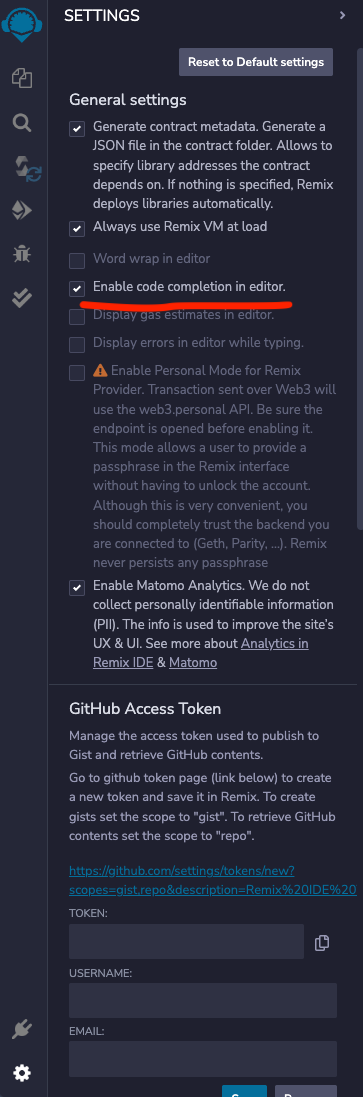 SETTINGS
Reset to Default settings
General settings
Generate contract metadata. Generate a
JSON file in the contract folder. Allows to
specify library addresses the contract
depends on. If nothing is specified, Remix
deploys libraries automatically.
Always use Remix VM at load
Word wrap in editor
Enable code completion in editor.
Display gas estimates in editor.
Display errors in editor while typing.
Enable Personal Mode for Remix
Provider. Transaction sent over Web3 will
use the web3.personal API. Be sure the
endpoint is opened before enabling it.
This mode allows a user to provide a
passphrase in the Remix interface
without having to unlock the account.
Although this is very convenient, you
should completely trust the backend you
are connected to (Geth, Parity, ...). Remix
never persists any passphrase
Enable Matomo Analytics. We do not
collect personally identifiable information
(PII). The info is used to improve the site's
UX & UI. See more about Analytics in
Remix IDE & Matomo
GitHub Access Token
Manage the access token used to publish to
Gist and retrieve GitHub contents.
Go to github token page (link below) to create
a new token and save it in Remix. To create
gists set the scope to "gist". To retrieve GitHub
contents set the scope to "repo".
https://github.com/settings/tokens/new?
scopes=gist,repo&description=Remix%20IDE%20
TOKEN:
USERNAME:
EMAIL: